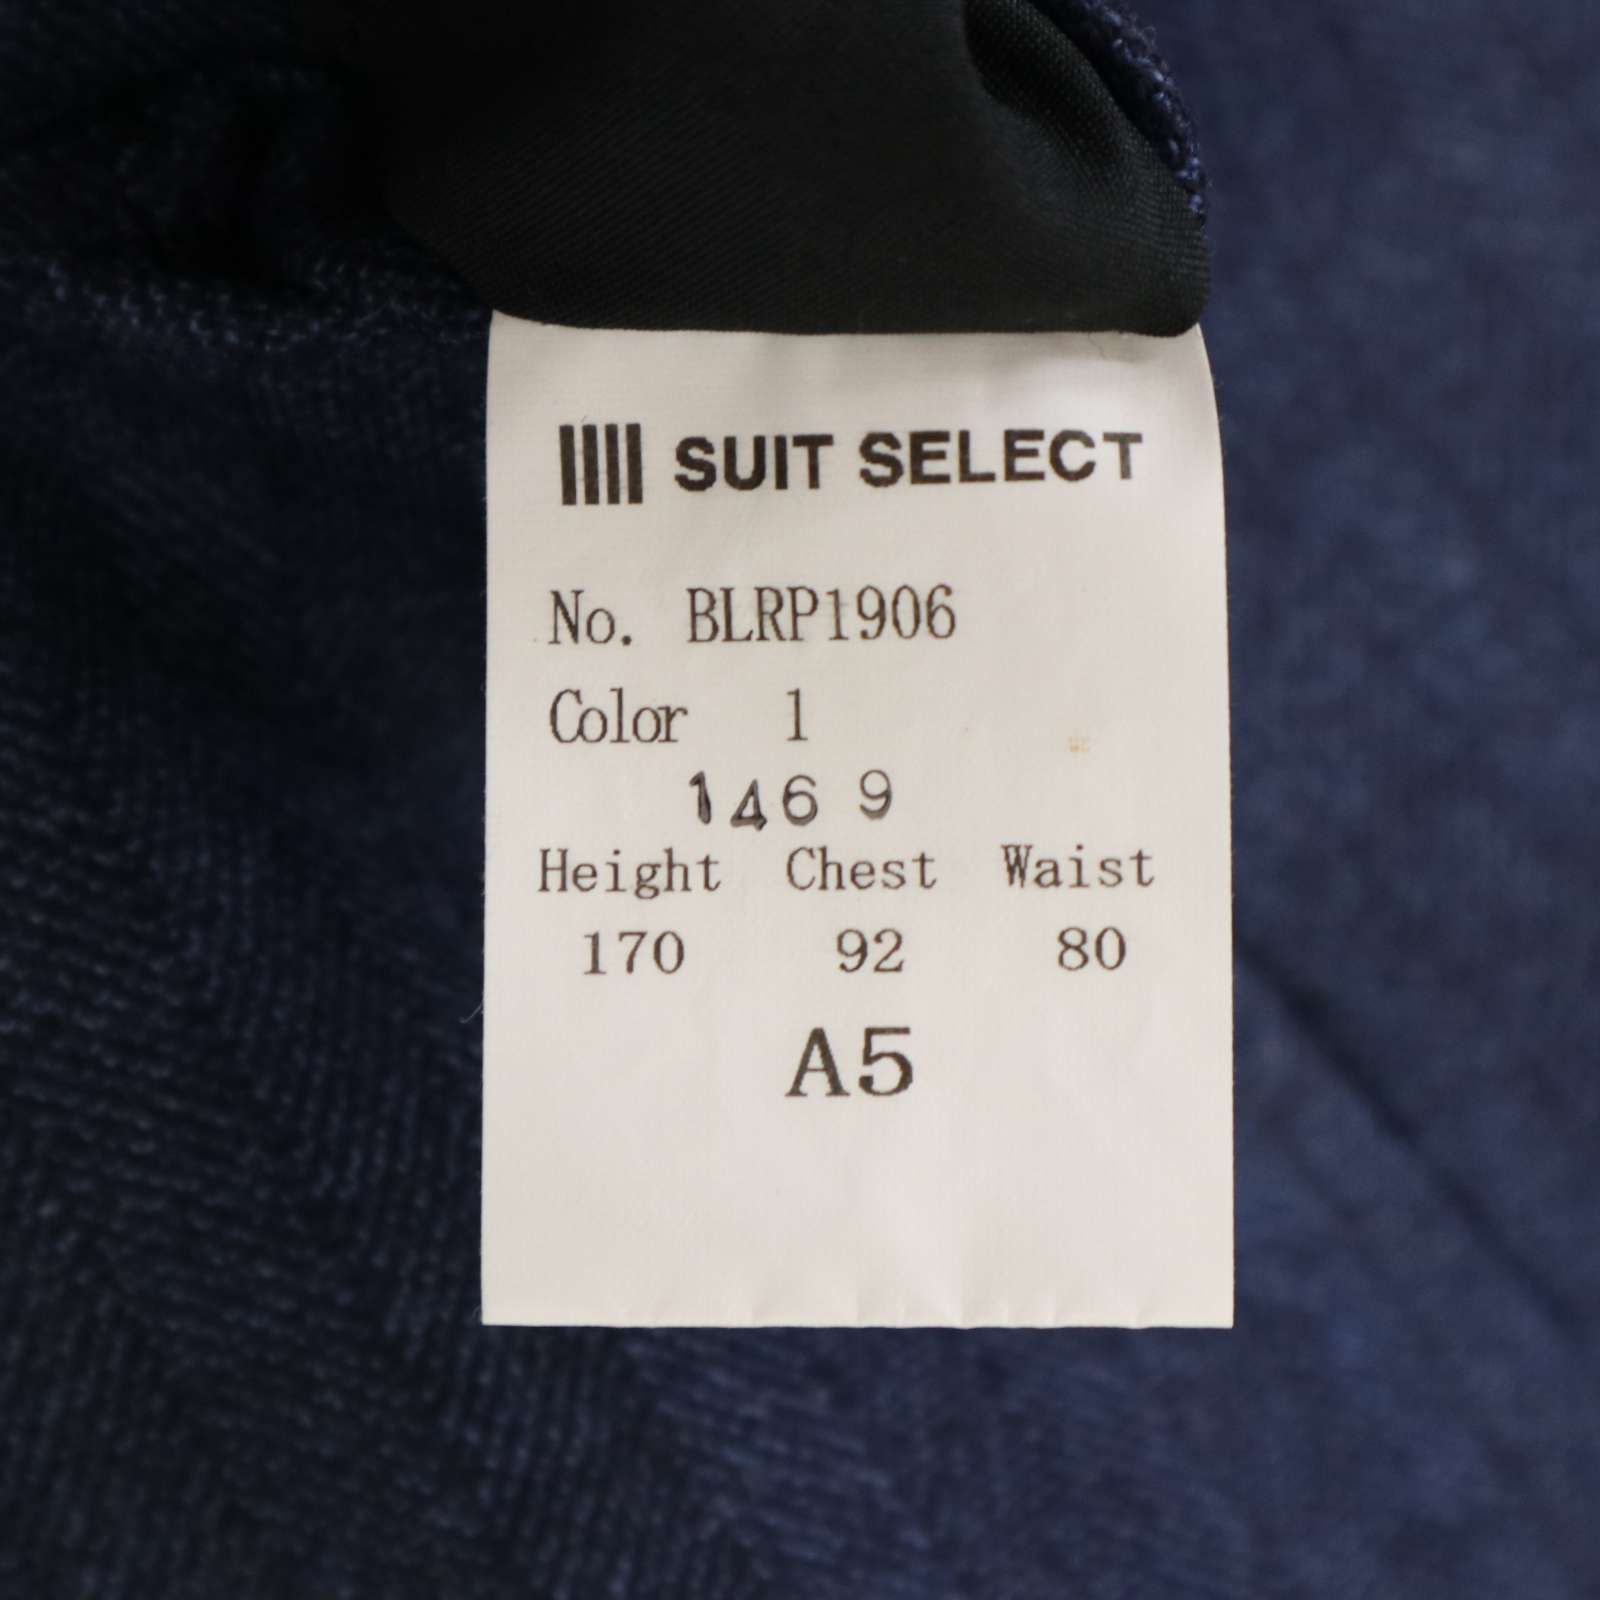 SUIT SELECT
No. BLRP1906
Color 1
146 9
Height Chest Waist
170 92 80
A5